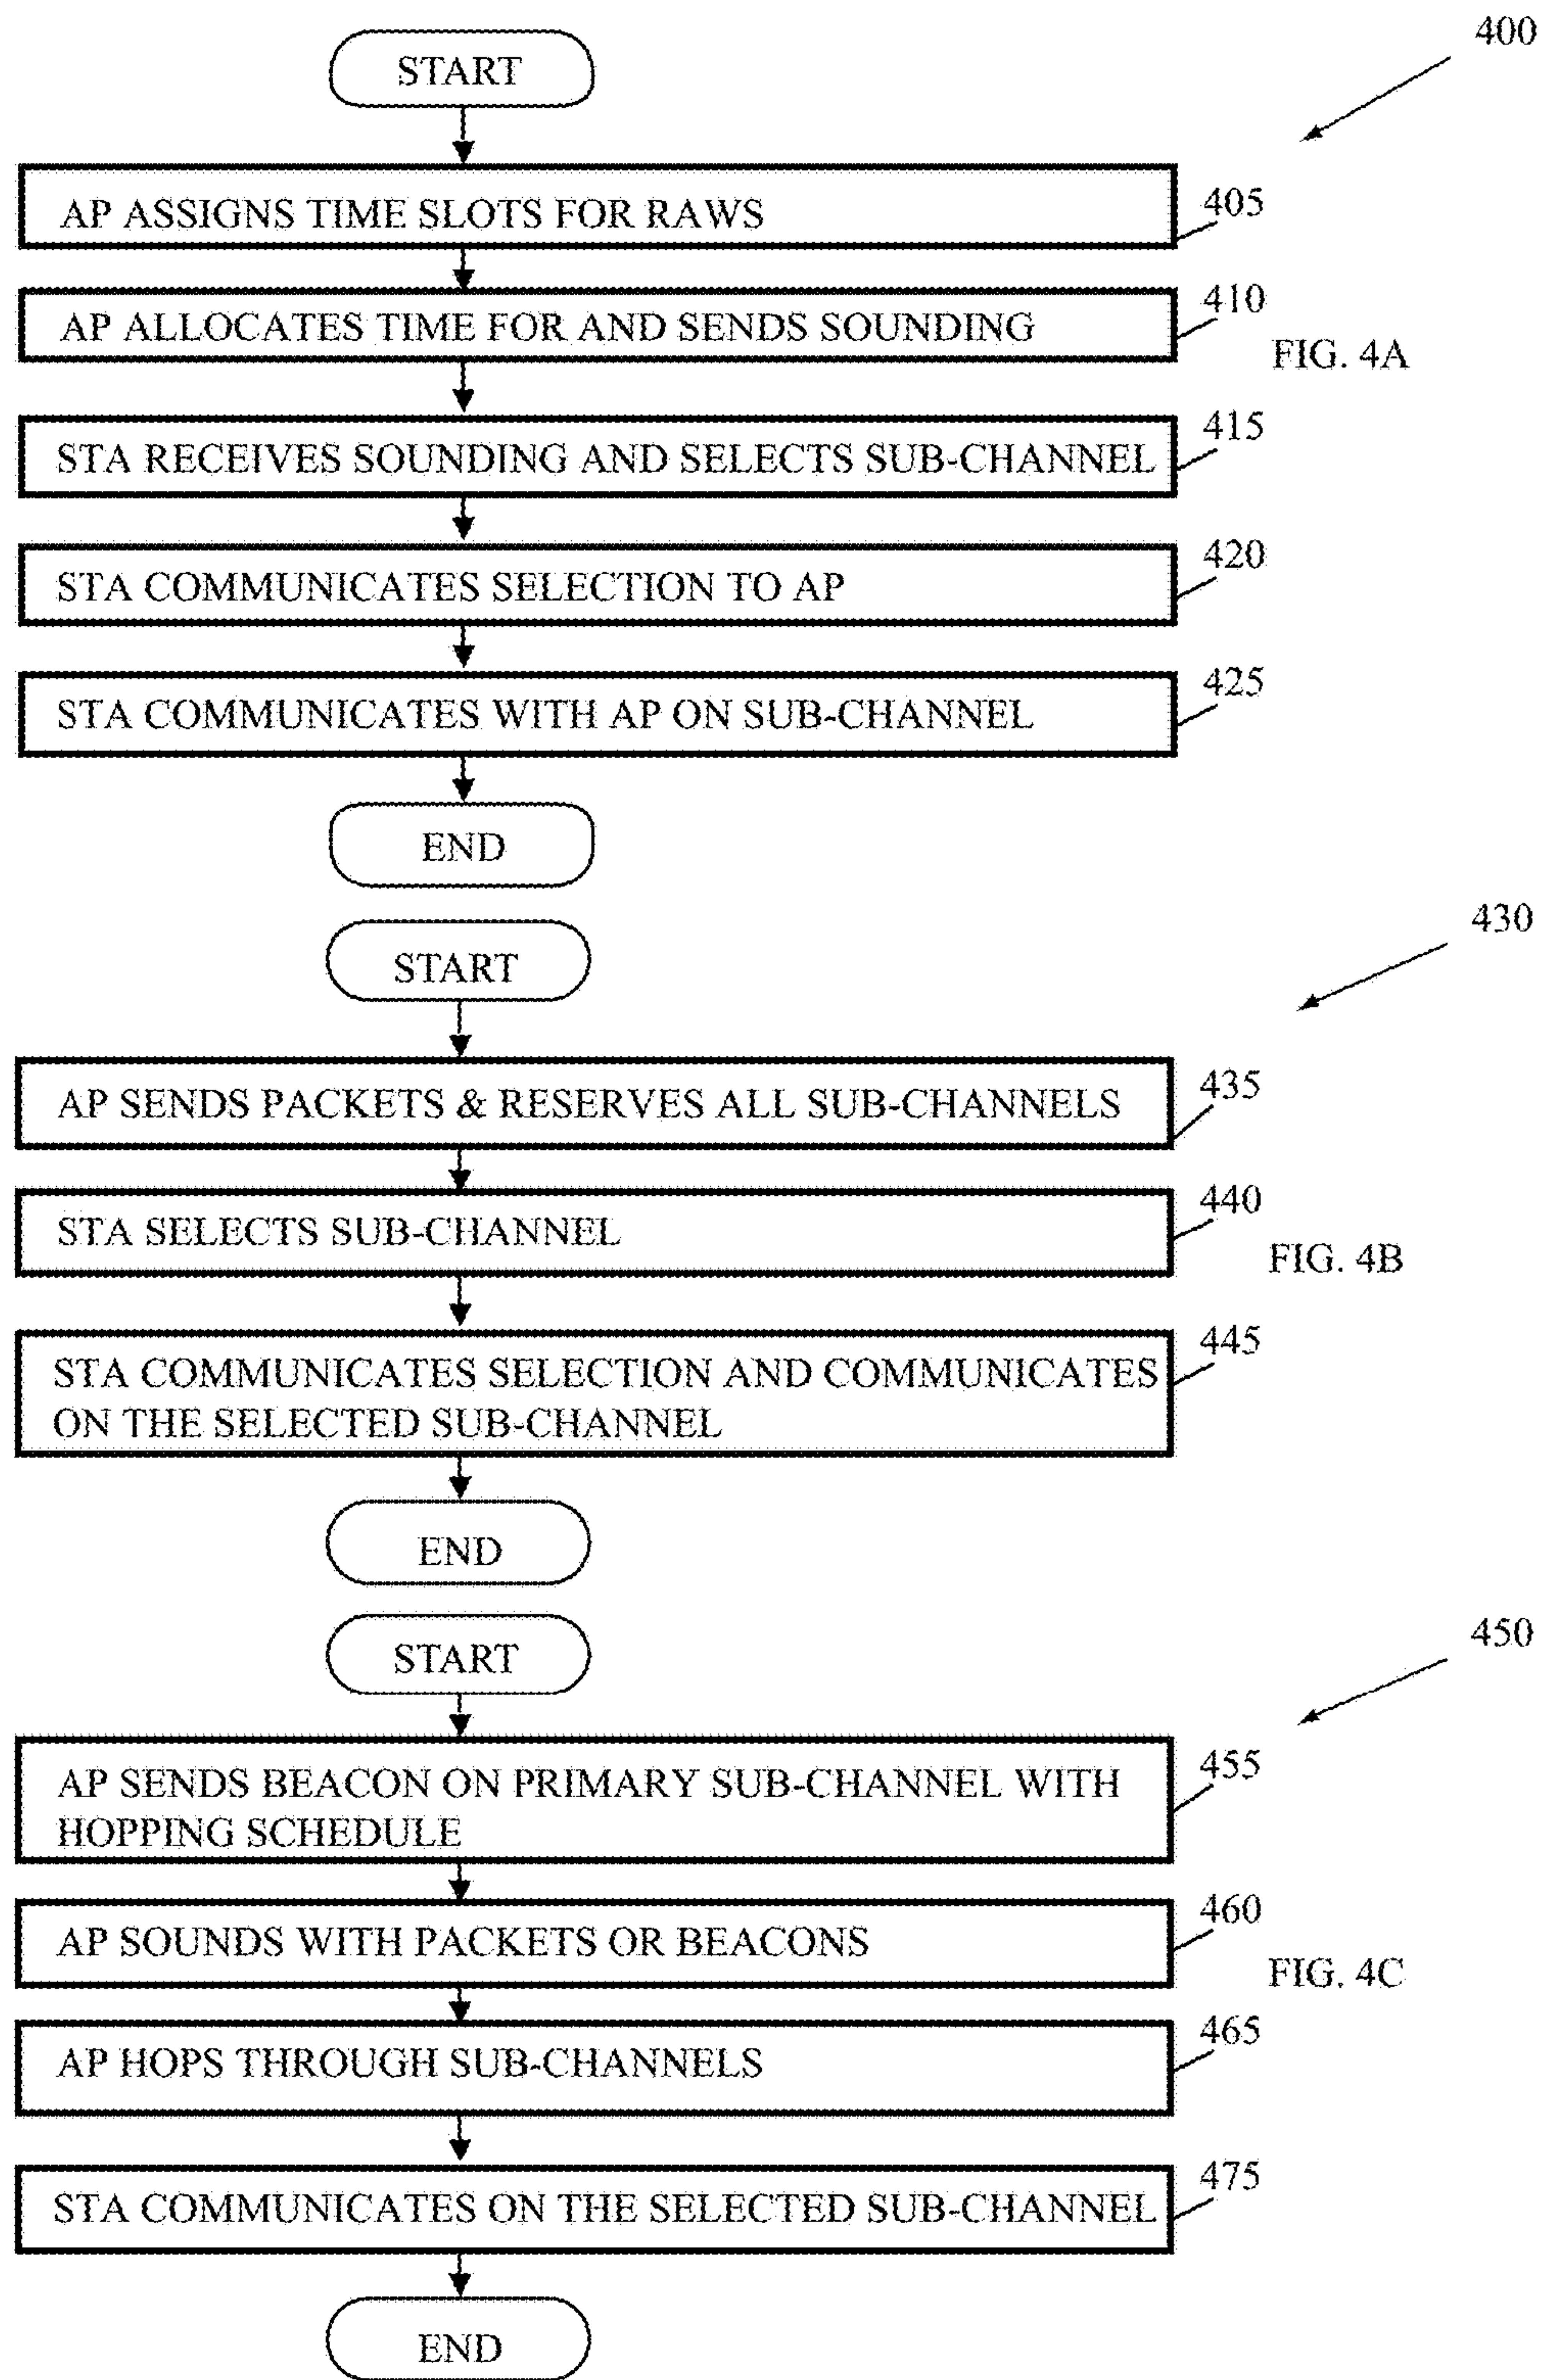 400
START
AP ASSIGNS TIME SLOTS FOR RAWS
405
AP ALLOCATES TIME FOR AND SENDS SOUNDING
410
FIG. 4A
STA RECEIVES SOUNDING AND SELECTS SUB-CHANNEL
415
STA COMMUNICATES SELECTION TO AP
420
STA COMMUNICATES WITH AP ON SUB-CHANNEL
425
END
430
START
AP SENDS PACKETS & RESERVES ALL SUB-CHANNELS
435
STA SELECTS SUB-CHANNEL
440
FIG. 4B
STA COMMUNICATES SELECTION AND COMMUNICATES
ON THE SELECTED SUB-CHANNEL
445
END
450
START
AP SENDS BEACON ON PRIMARY SUB-CHANNEL WITH
HOPPING SCHEDULE
455
AP SOUNDS WITH PACKETS OR BEACONS
460
FIG. 4C
AP HOPS THROUGH SUB-CHANNELS
465
STA COMMUNICATES ON THE SELECTED SUB-CHANNEL
475
END